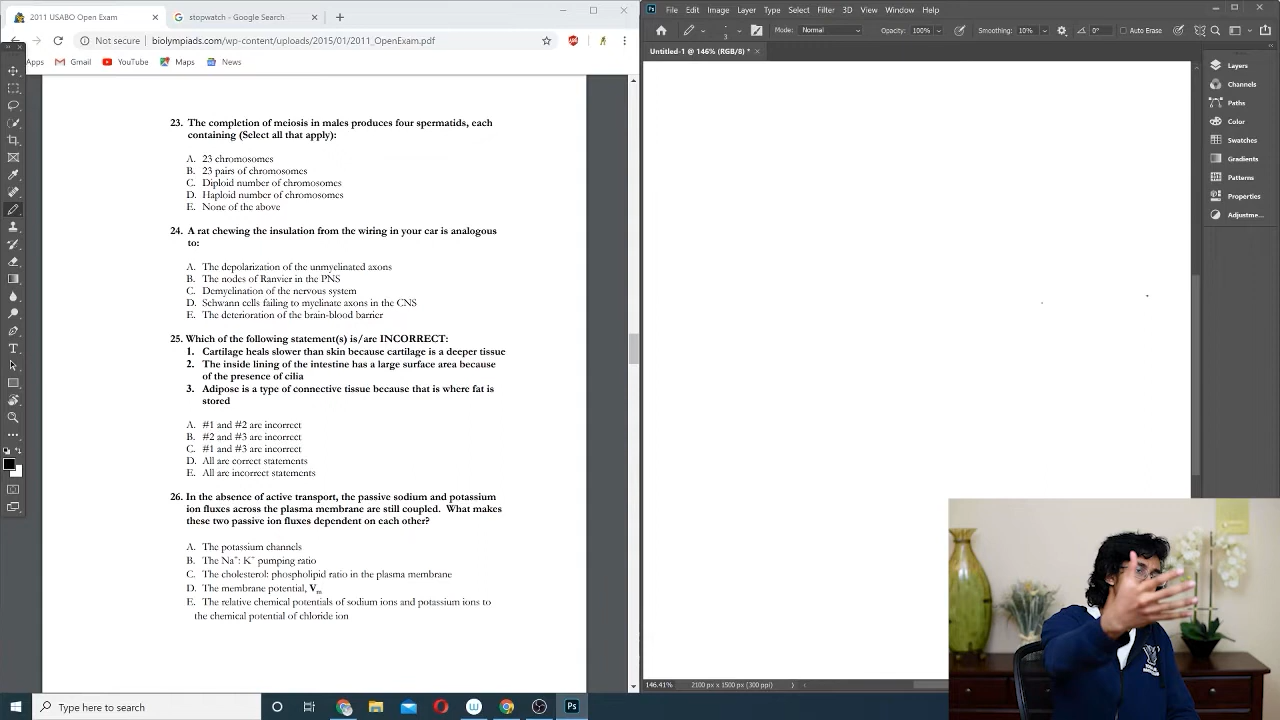 2011 USABO Open Exam
stopwatch - Google Search
Not secure
biolympiads.com/wp-content/uploads/2015/01/2011_OpenExam.pdf
Apps
Gmail
YouTube
Maps
News
23. The completion of meiosis in males produces four spermatids, each
containing (Select all that apply):
A. 23 chromosomes
B. 23 pairs of chromosomes
C. Diploid number of chromosomes
D. Haploid number of chromosomes
E. None of the above
24. A rat chewing the insulation from the wiring in your car is analogous
to:
A. The depolarization of the unmyelinated axons
B. The nodes of Ranvier in the PNS
C. Demyelination of the nervous system
D. Schwann cells failing to myelinate axons in the CNS
E. The deterioration of the brain-blood barrier
25. Which of the following statement(s) is/are INCORRECT:
1. Cartilage heals slower than skin because cartilage is a deeper tissue
2. The inside lining of the intestine has a large surface area because
of the presence of cilia
3. Adipose is a type of connective tissue because that is where fat is
stored
A. #1 and #2 are incorrect
B. #2 and #3 are incorrect
C. #1 and #3 are incorrect
D. All are correct statements
E. All are incorrect statements
26. In the absence of active transport, the passive sodium and potassium
ion fluxes across the plasma membrane are still coupled. What makes
these two passive ion fluxes dependent on each other?
A. The potassium channels
B. The Na⁺: K⁺ pumping ratio
C. The cholesterol: phospholipid ratio in the plasma membrane
D. The membrane potential, Vm
E. The relative chemical potentials of sodium ions and potassium ions to
the chemical potential of chloride ion
Type here to search
Ps
File Edit Image Layer Type Select Filter 3D View Window Help
3
Mode: Normal
Opacity: 100%
Smoothing: 10%
0°
Auto Erase
Untitled-1 @ 146% (RGB/8) *
Layers
Channels
Paths
Color
Swatches
Gradients
Patterns
Properties
Adjustme...
146.41%
2100 px x 1500 px (300 ppi)
Ps